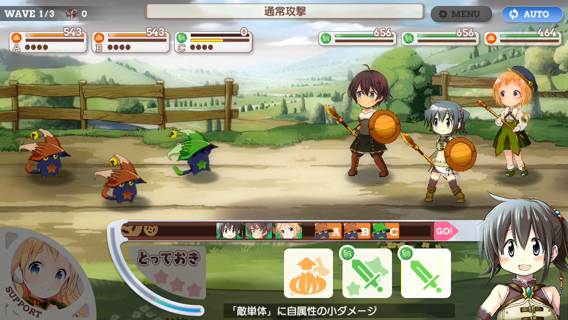 WAVE 1/3 0
通常攻撃
MENU
AUTO
543
A
543
B
0
C
656
656
464
A B C GO!
SUPPORT
とっておき
「敵単体」に自属性の小ダメージ